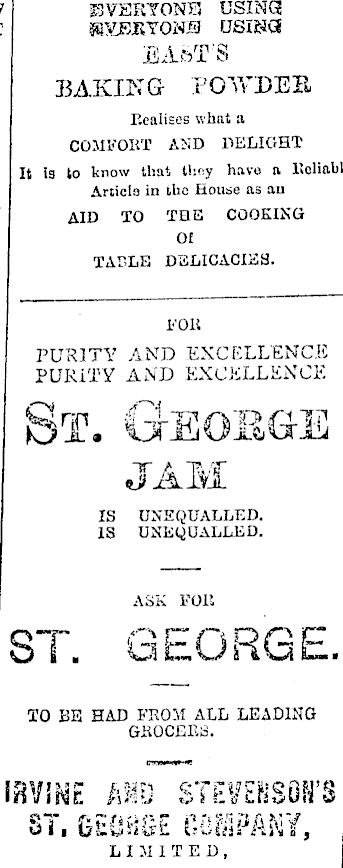 EVERYONE USING
EVERYONE USING
EAST'S
BAKING POWDER
Realises what a
COMFORT AND DELIGHT
It is to know that they have a Reliabl
Article in the House as an
AID TO THE COOKING
Of
TABLE DELICACIES.
FOR
PURITY AND EXCELLENCE
PURITY AND EXCELLENCE
ST. GEORGE
JAM
IS UNEQUALLED.
IS UNEQUALLED.
ASK FOR
ST. GEORGE.
TO BE HAD FROM ALL LEADING
GROCERS.
IRVINE AND STEVENSON'S
ST. GEORGE COMPANY,
LIMITED,